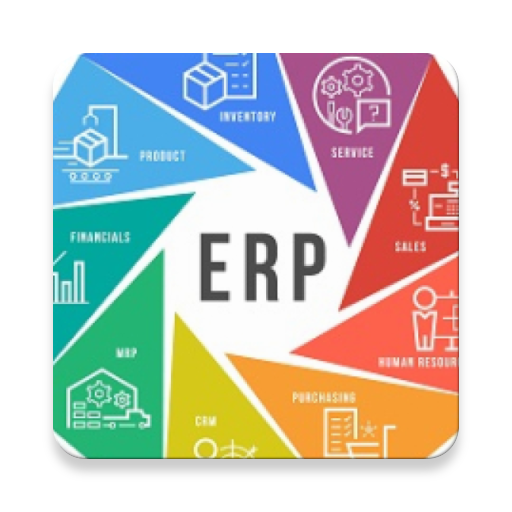 INVENTORY
SERVICE
PRODUCT
SALES
FINANCIALS
ERP
MRP
HUMAN RESOUR
PURCHASING
CRM